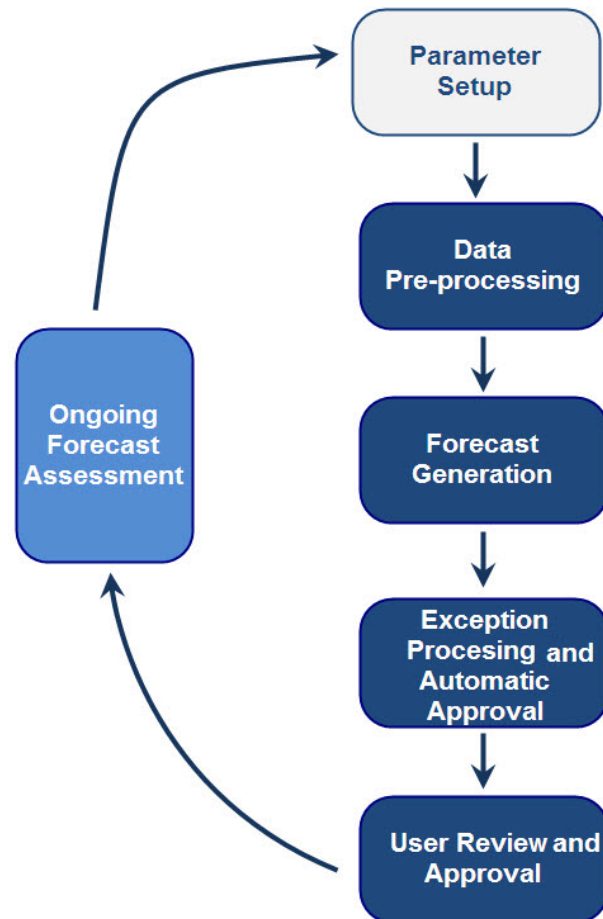 Parameter
Setup
Data
Pre-processing
Forecast
Generation
Ongoing
Forecast
Assessment
Exception
Procesing and
Automatic
Approval
User Review and
Approval